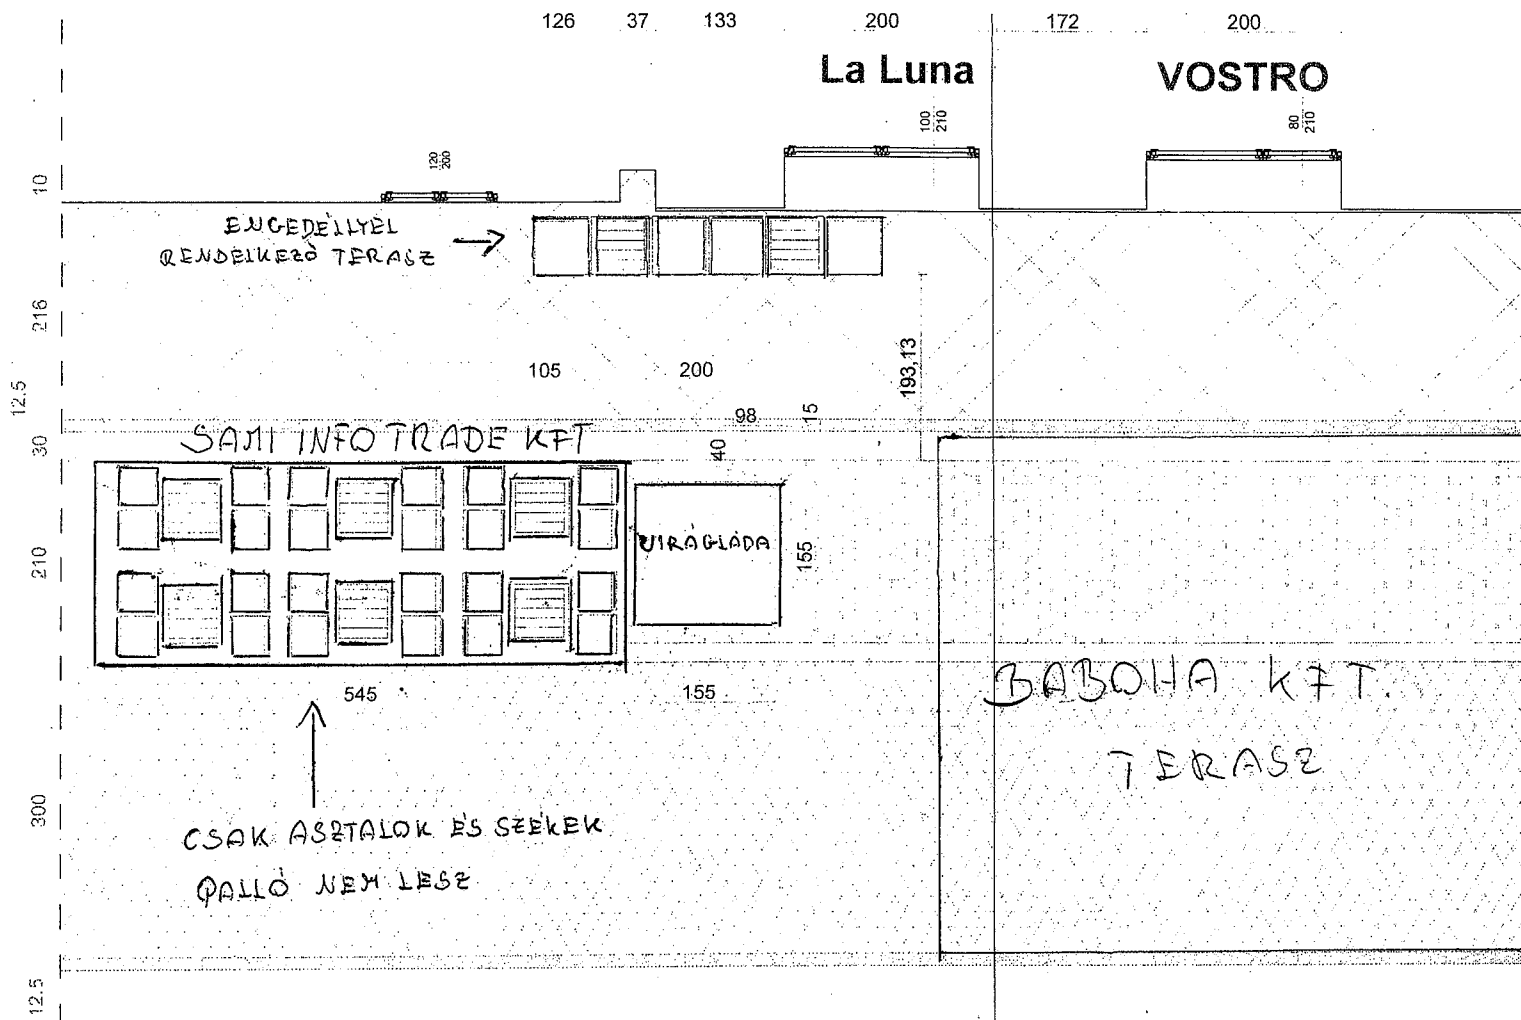 126 37 133 200 172 200
La Luna VOSTRO
100
210
80
210
120
200
10
ENGEDÉLLYEL
RENDELKEZŐ TERASZ
216
105 200
193,13
12.5
98 15
SAMI INFO TRADE KFT
30
40
VIRÁGLÁDA
210
155
545 155
BABOHA KFT.
TERASZ
300
CSAK ASZTALOK ÉS SZÉKEK
PALLÓ NEM LESZ
12.5